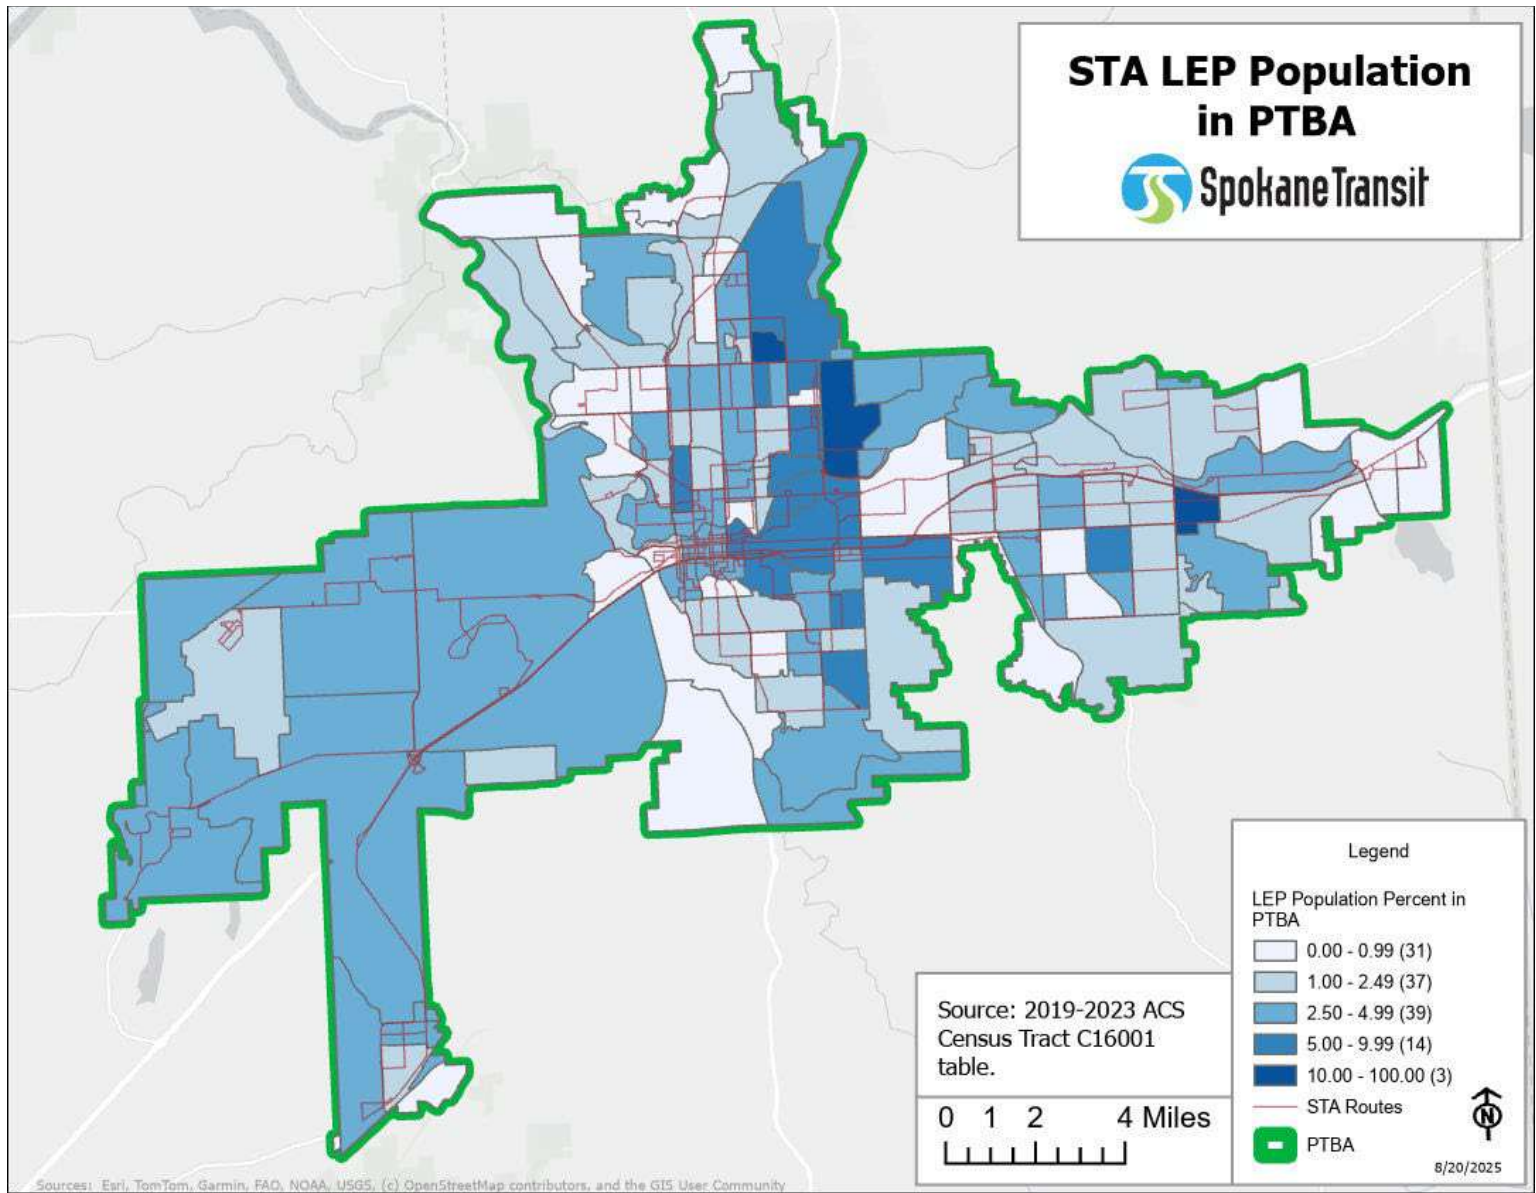 STA LEP Population
in PTBA
SpokaneTransit
Legend
LEP Population Percent in
PTBA
0.00 - 0.99 (31)
1.00 - 2.49 (37)
2.50 - 4.99 (39)
5.00 - 9.99 (14)
10.00 - 100.00 (3)
STA Routes
PTBA
N
8/20/2025
Source: 2019-2023 ACS
Census Tract C16001
table.
0 1 2 4 Miles
Sources: Esri, TomTom, Garmin, FAO, NOAA, USGS, (c) OpenStreetMap contributors, and the GIS User Community